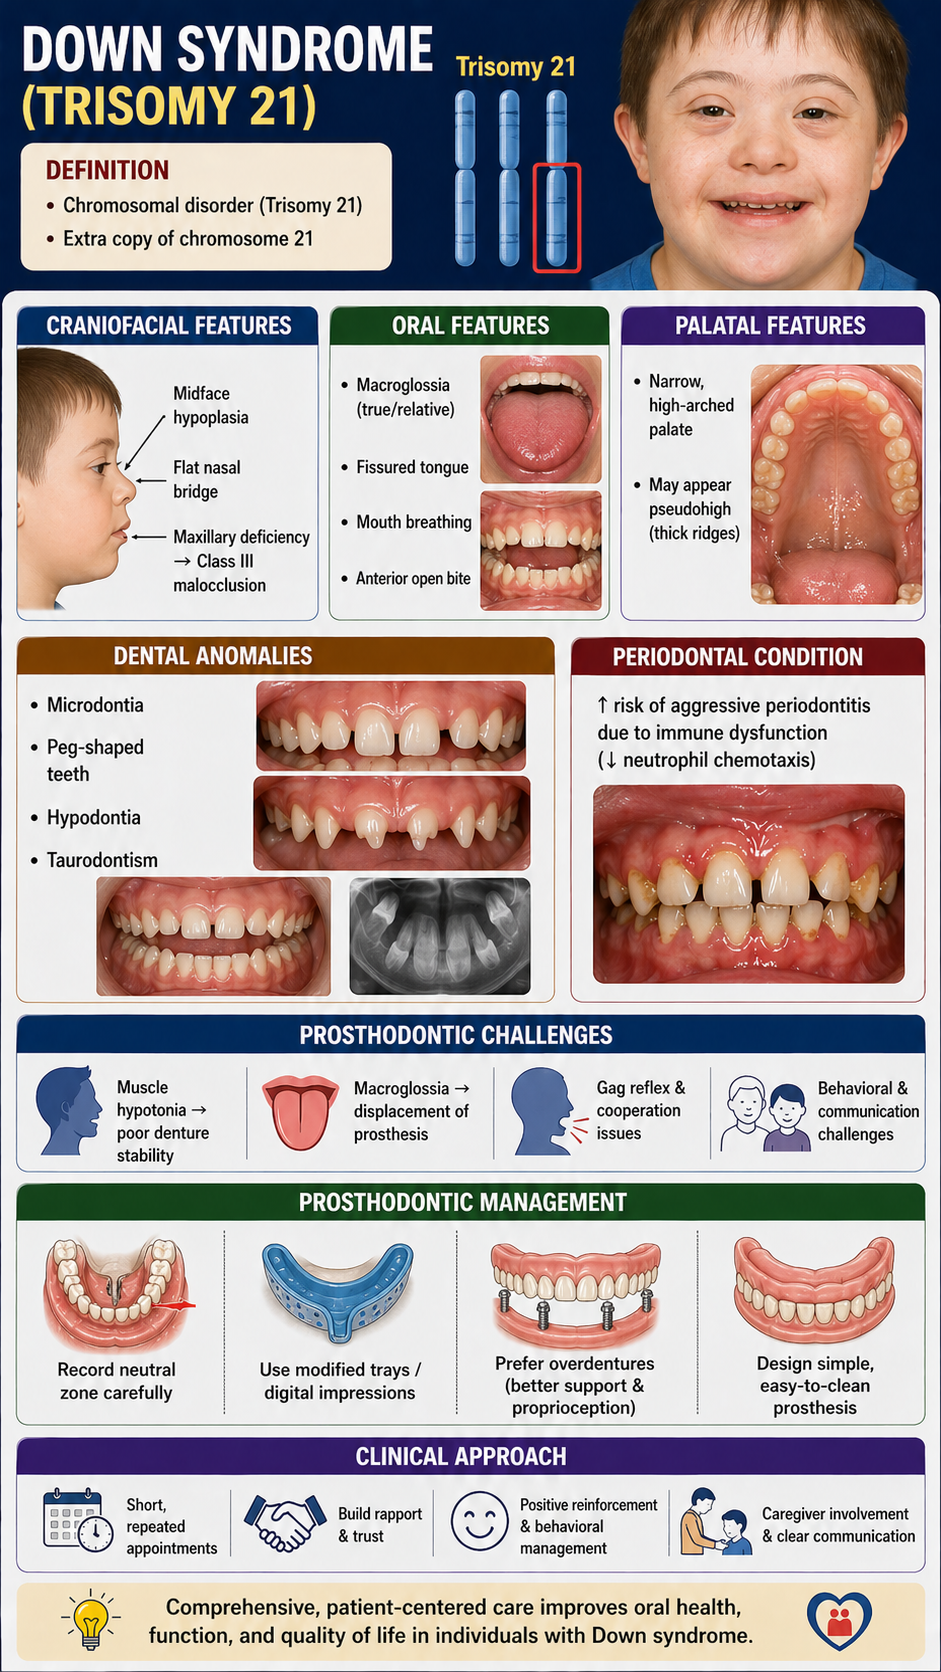 DOWN SYNDROME
(TRISOMY 21)
Trisomy 21
DEFINITION
• Chromosomal disorder (Trisomy 21)
• Extra copy of chromosome 21
CRANIOFACIAL FEATURES
Midface
hypoplasia
Flat nasal
bridge
Maxillary deficiency
→ Class III
malocclusion
ORAL FEATURES
• Macroglossia
(true/relative)
• Fissured tongue
• Mouth breathing
• Anterior open bite
PALATAL FEATURES
• Narrow,
high-arched
palate
• May appear
pseudohigh
(thick ridges)
DENTAL ANOMALIES
• Microdontia
• Peg-shaped
teeth
• Hypodontia
• Taurodontism
PERIODONTAL CONDITION
↑ risk of aggressive periodontitis
due to immune dysfunction
(↓ neutrophil chemotaxis)
PROSTHODONTIC CHALLENGES
Muscle
hypotonia →
poor denture
stability
Macroglossia →
displacement of
prosthesis
Gag reflex &
cooperation
issues
Behavioral &
communication
challenges
PROSTHODONTIC MANAGEMENT
Record neutral
zone carefully
Use modified trays /
digital impressions
Prefer overdentures
(better support &
proprioception)
Design simple,
easy-to-clean
prosthesis
CLINICAL APPROACH
Short,
repeated
appointments
Build rapport
& trust
Positive reinforcement
& behavioral
management
Caregiver involvement
& clear communication
Comprehensive, patient-centered care improves oral health,
function, and quality of life in individuals with Down syndrome.